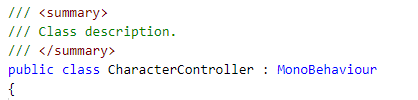 /// <summary>
/// Class description.
/// </summary>
public class CharacterController : MonoBehaviour
{